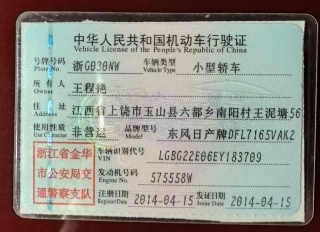 中华人民共和国机动车行驶证
Vehicle License of the People's Republic of China
号牌号码 浙G030NW 车辆类型 小型轿车
Plate No. Vehicle Type
所有人 王程艳
Owner
住址 江西省上饶市玉山县六都乡南阳村王泥塘56
Address
使用性质 非营运 品牌型号 东风日产牌DFL7165VAK2
Use Character Model
浙江省金华市公安局交通警察支队
车辆识别代号 LGBG22E06EY183709
VIN
发动机号码 575558W
Engine No.
注册日期 2014-04-15 发证日期 2014-04-15
Register Date Issue Date